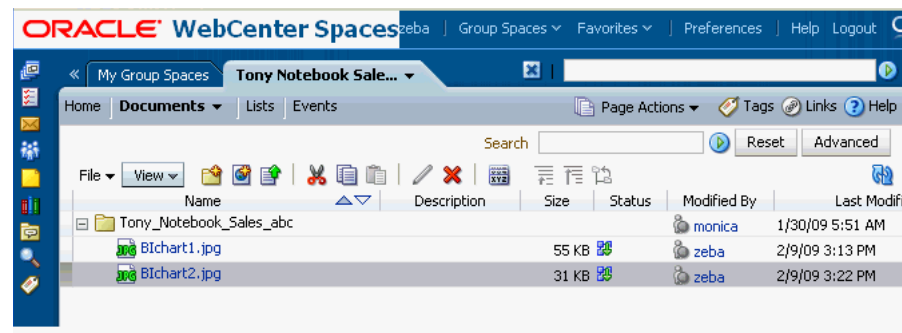 ORACLE WebCenter Spaces zeba Group Spaces Favorites Preferences Help Logout
« My Group Spaces Tony Notebook Sale...
Home Documents Lists Events Page Actions Tags Links Help
Search Reset Advanced
File View
Name Description Size Status Modified By Last Modifi
Tony_Notebook_Sales_abc monica 1/30/09 5:51 AM
BIchart1.jpg 55 KB zeba 2/9/09 3:13 PM
BIchart2.jpg 31 KB zeba 2/9/09 3:22 PM